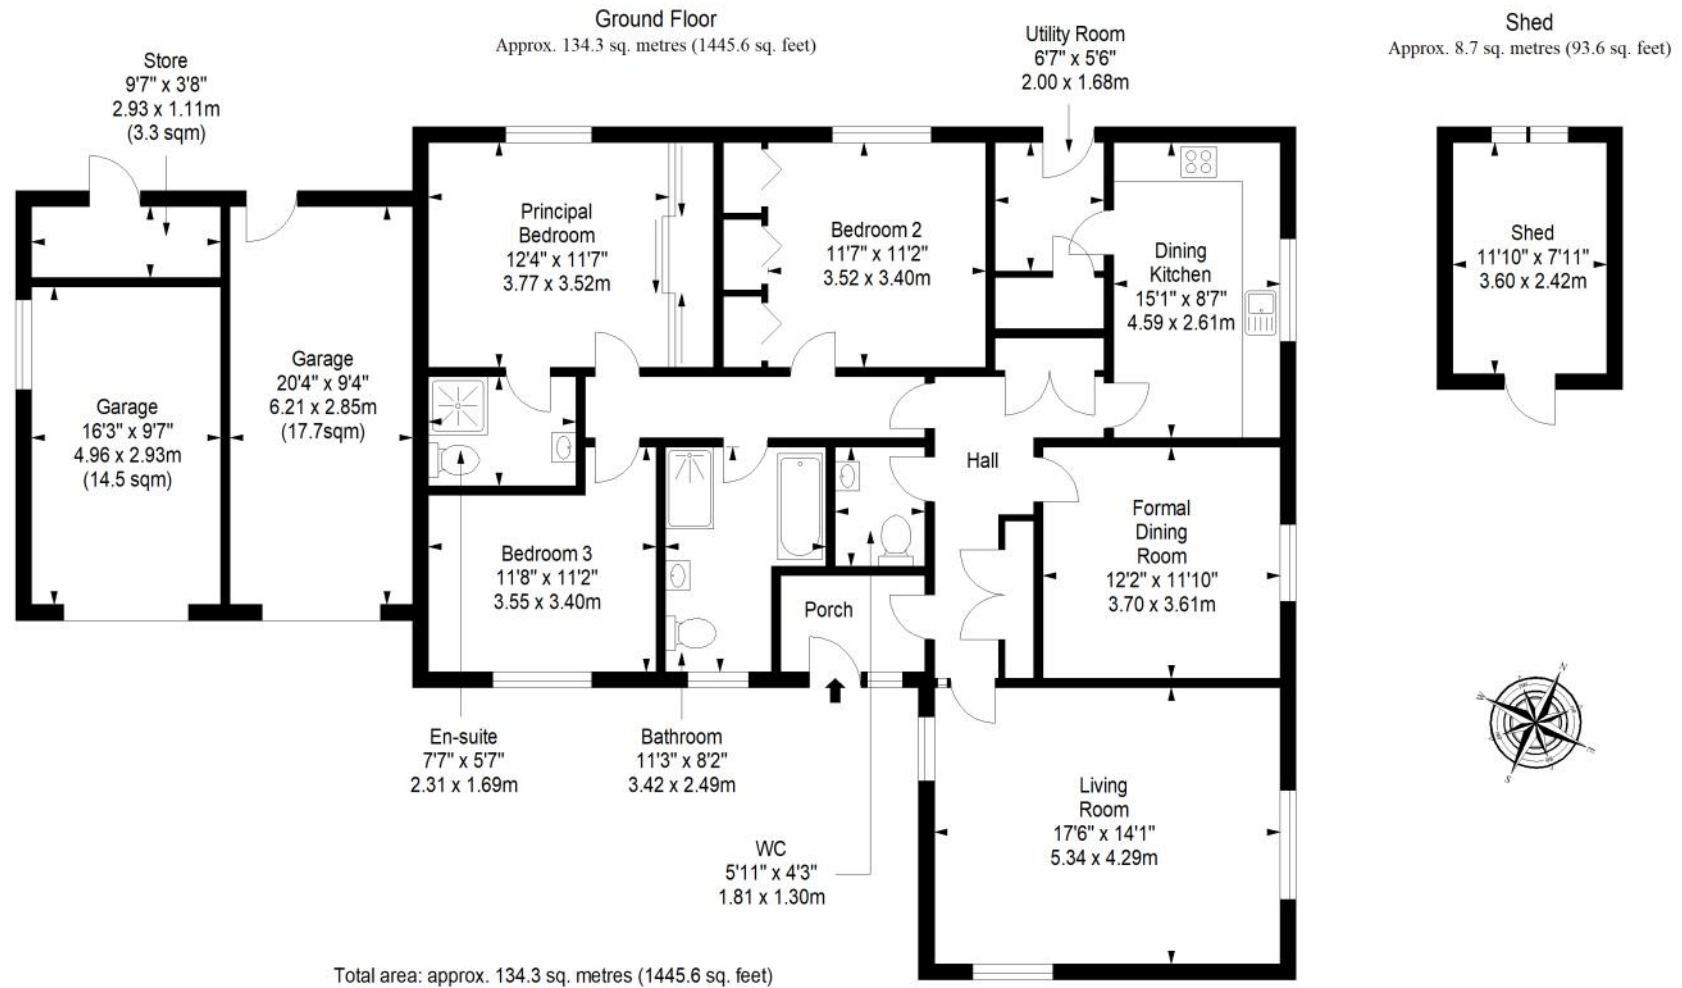 Ground Floor
Approx. 134.3 sq. metres (1445.6 sq. feet)
Shed
Approx. 8.7 sq. metres (93.6 sq. feet)
Store
9'7" x 3'8"
2.93 x 1.11m
(3.3 sqm)
Utility Room
6'7" x 5'6"
2.00 x 1.68m
Principal
Bedroom
12'4" x 11'7"
3.77 x 3.52m
Bedroom 2
11'7" x 11'2"
3.52 x 3.40m
Dining
Kitchen
15'1" x 8'7"
4.59 x 2.61m
Shed
11'10" x 7'11"
3.60 x 2.42m
Garage
20'4" x 9'4"
6.21 x 2.85m
(17.7sqm)
Garage
16'3" x 9'7"
4.96 x 2.93m
(14.5 sqm)
Hall
Formal
Dining
Room
12'2" x 11'10"
3.70 x 3.61m
Bedroom 3
11'8" x 11'2"
3.55 x 3.40m
Porch
En-suite
7'7" x 5'7"
2.31 x 1.69m
Bathroom
11'3" x 8'2"
3.42 x 2.49m
Living
Room
17'6" x 14'1"
5.34 x 4.29m
WC
5'11" x 4'3"
1.81 x 1.30m
N
W
E
S
Total area: approx. 134.3 sq. metres (1445.6 sq. feet)